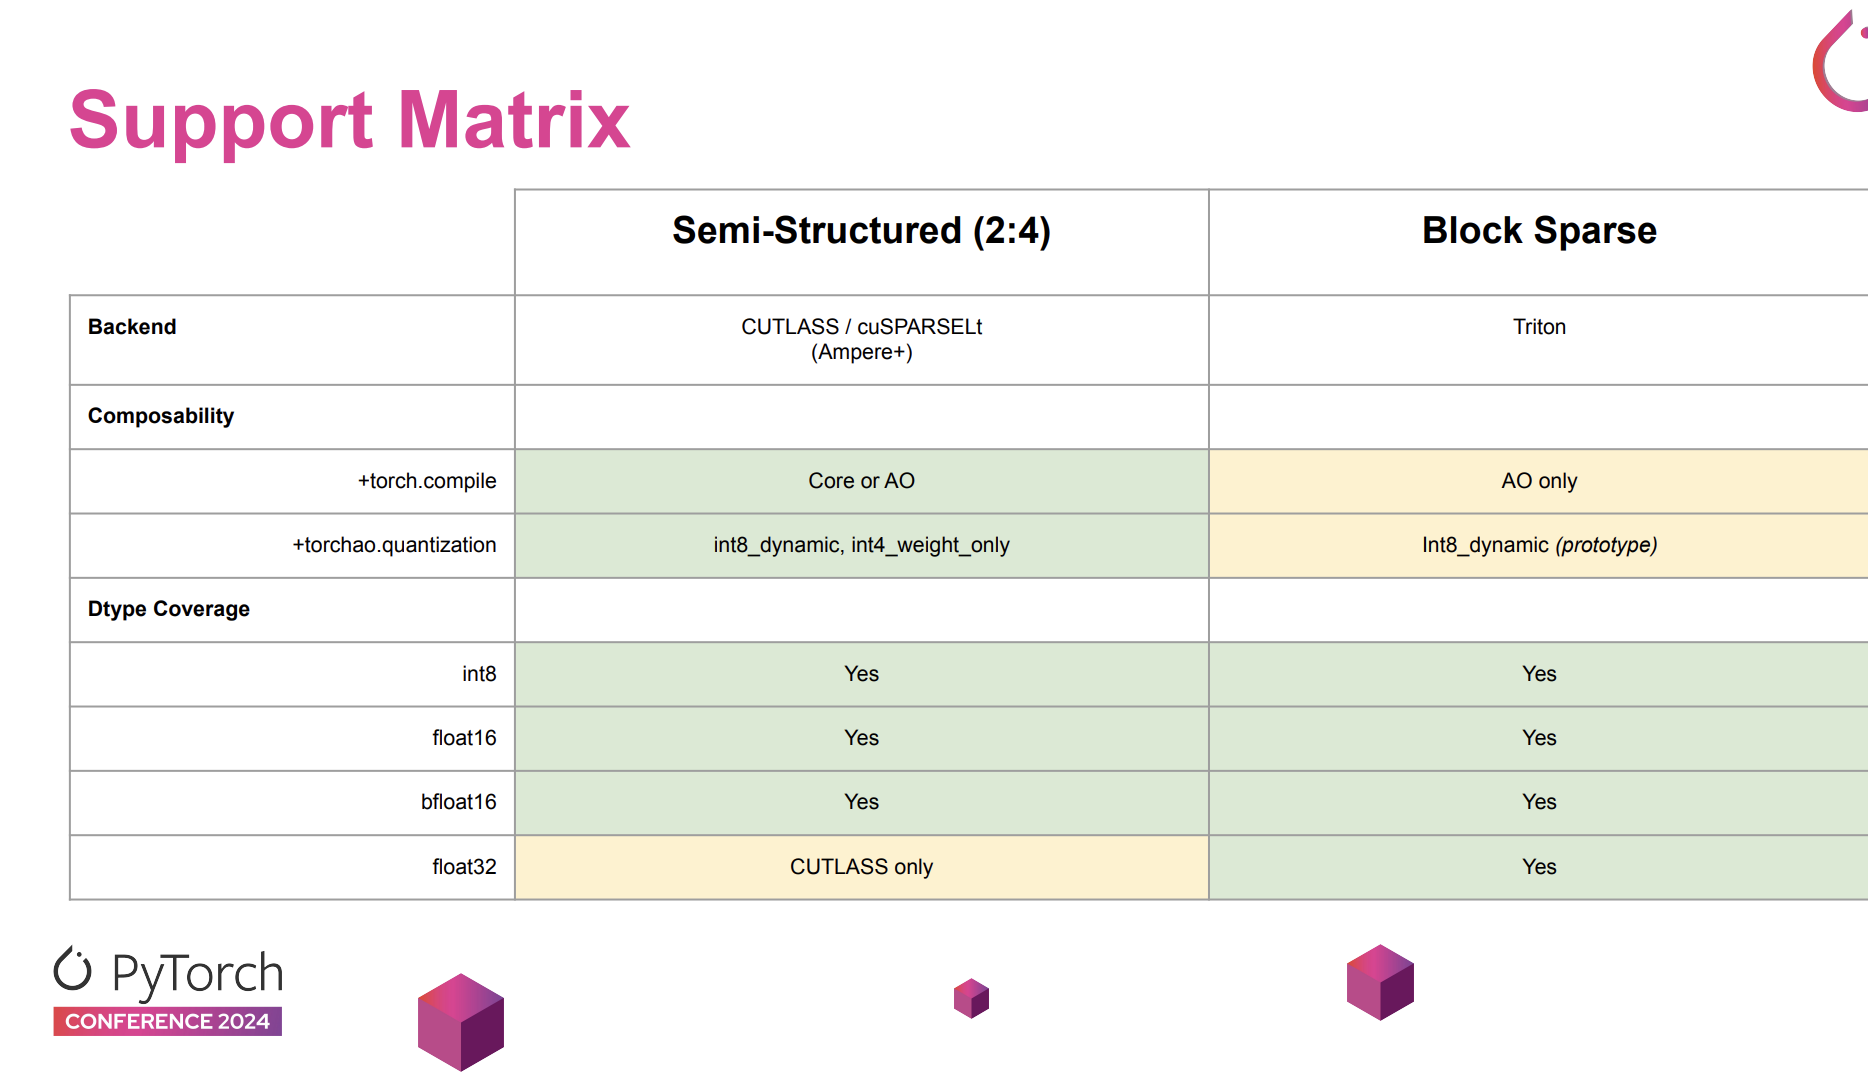 Support Matrix
Semi-Structured (2:4)
Block Sparse
Backend
CUTLASS / cuSPARSELt
(Ampere+)
Triton
Composability
+torch.compile
Core or AO
AO only
+torchao.quantization
int8_dynamic, int4_weight_only
Int8_dynamic (prototype)
Dtype Coverage
int8
Yes
Yes
float16
Yes
Yes
bfloat16
Yes
Yes
float32
CUTLASS only
Yes
PyTorch
CONFERENCE 2024